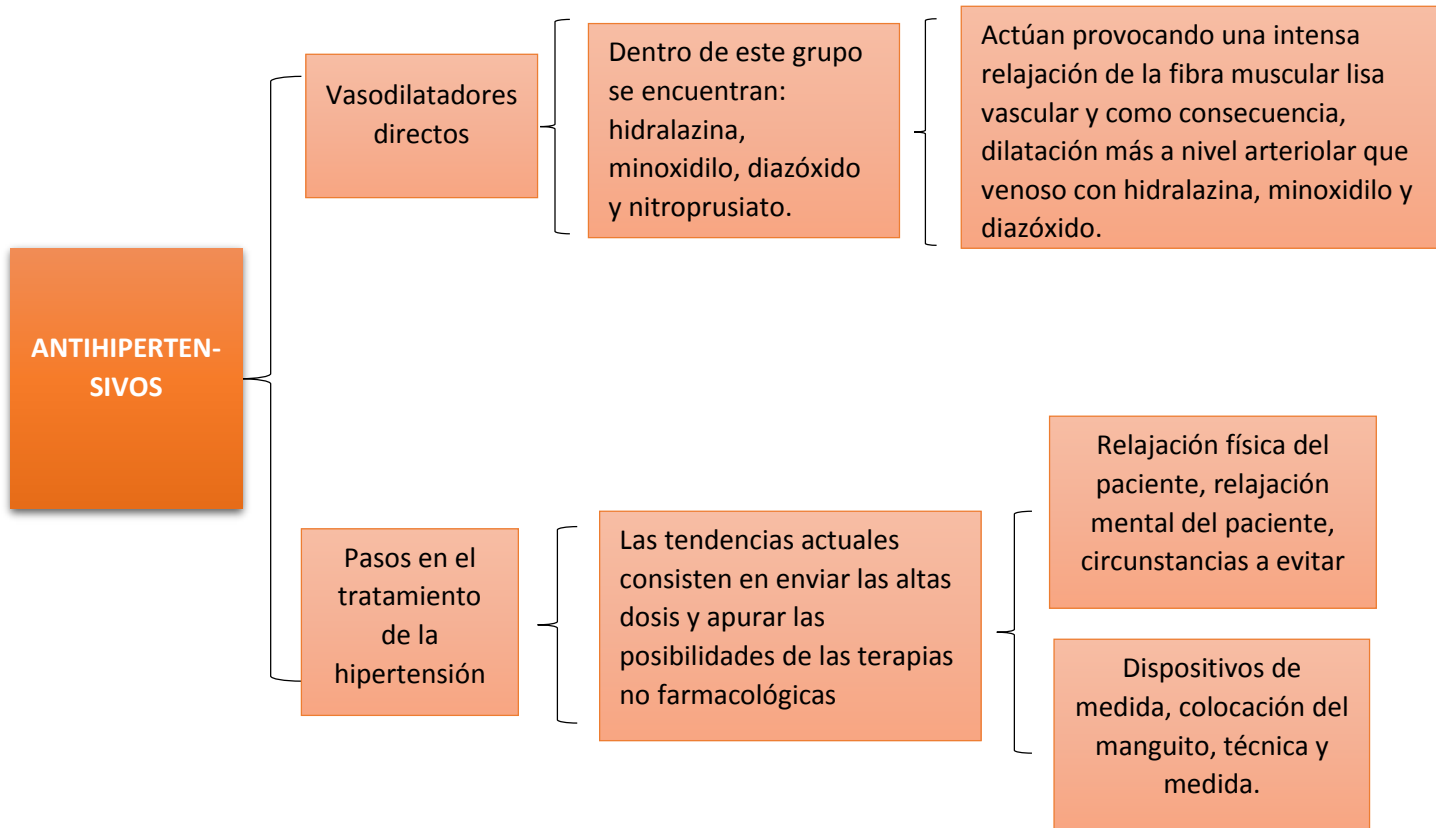 ANTIHIPERTEN-
SIVOS
Vasodilatadores
directos
Dentro de este grupo
se encuentran:
hidralazina,
minoxidilo, diazóxido
y nitroprusiato.
Actúan provocando una intensa
relajación de la fibra muscular lisa
vascular y como consecuencia,
dilatación más a nivel arteriolar que
venoso con hidralazina, minoxidilo y
diazóxido.
Pasos en el
tratamiento
de la
hipertensión
Las tendencias actuales
consisten en enviar las altas
dosis y apurar las
posibilidades de las terapias
no farmacológicas
Relajación física del
paciente, relajación
mental del paciente,
circunstancias a evitar
Dispositivos de
medida, colocación del
manguito, técnica y
medida.